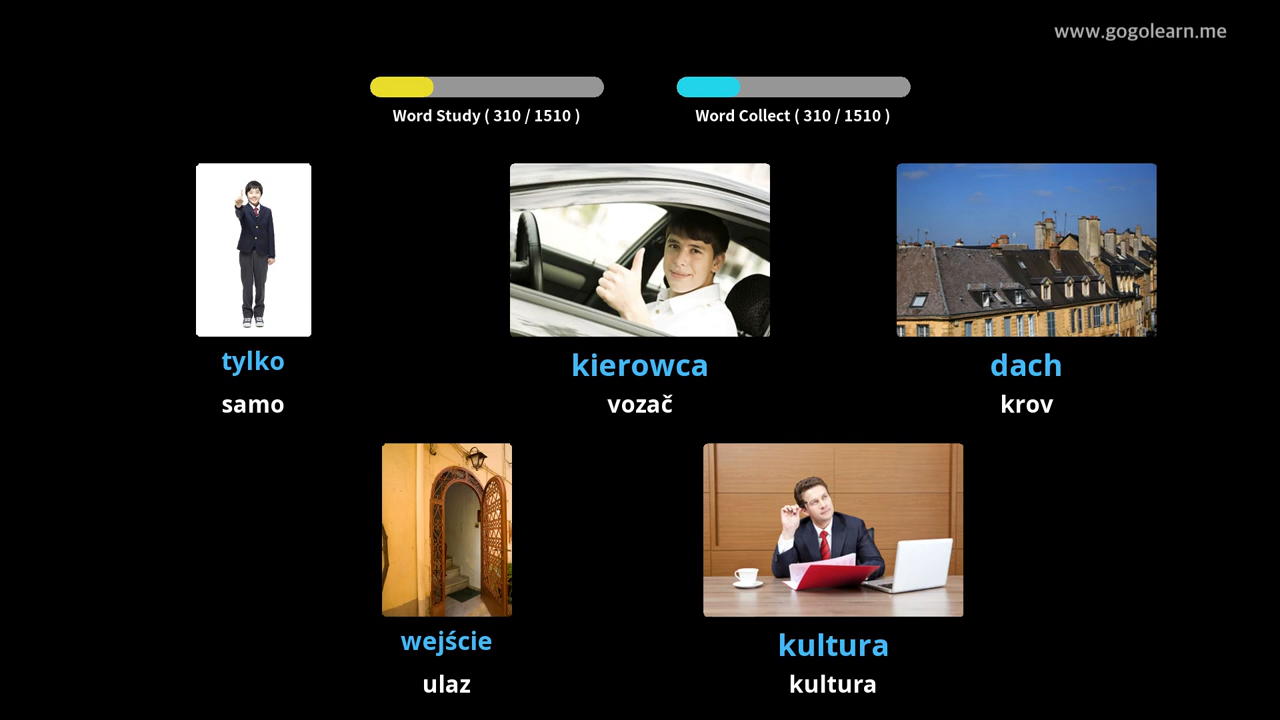 www.gogolearn.me
Word Study ( 310 / 1510 )
Word Collect ( 310 / 1510 )
tylko
samo
kierowca
vozač
dach
krov
wejście
ulaz
kultura
kultura